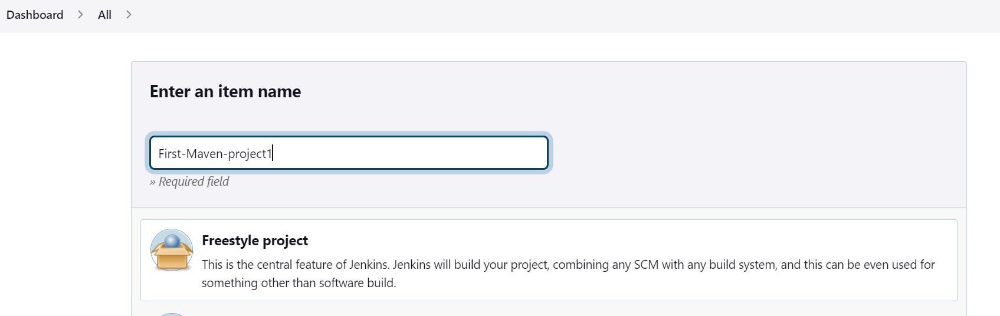 Dashboard > All >
Enter an item name
First-Maven-project1
» Required field
Freestyle project
This is the central feature of Jenkins. Jenkins will build your project, combining any SCM with any build system, and this can be even used for
something other than software build.